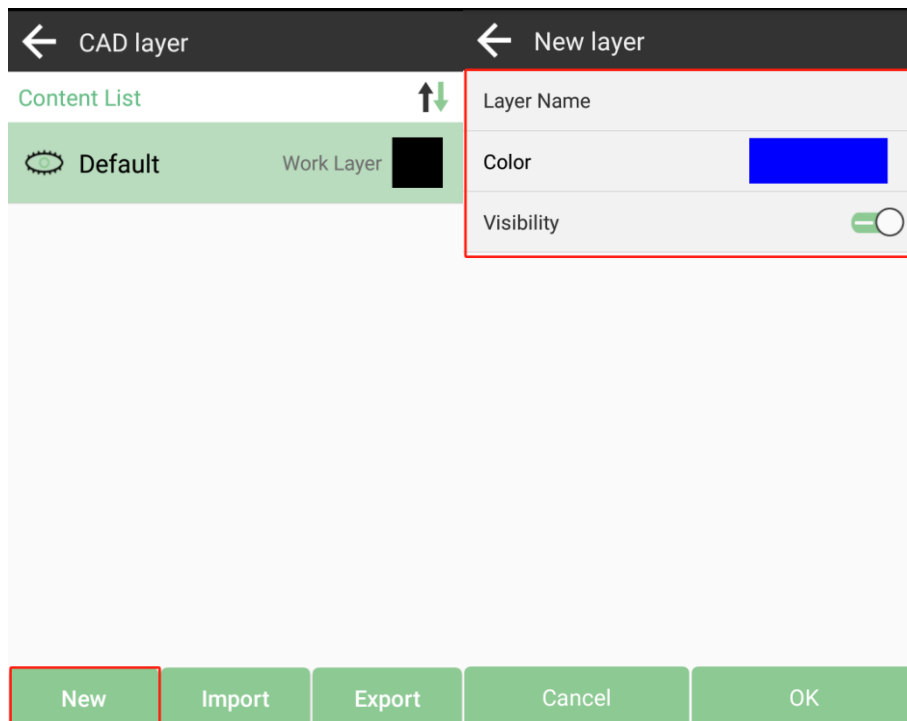 CAD layer
Content List
Default Work Layer
New Import Export
New layer
Layer Name
Color
Visibility
Cancel OK